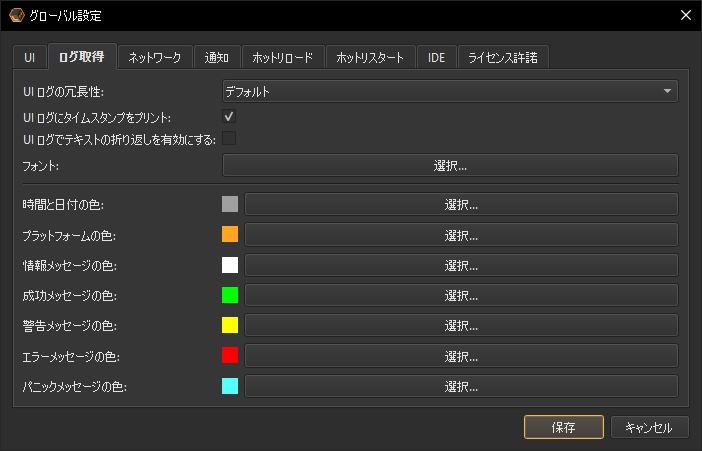 グローバル設定
UI ログ取得 ネットワーク 通知 ホットリロード ホットリスタート IDE ライセンス許諾
UI ログの冗長性: デフォルト
UI ログにタイムスタンプをプリント:
UI ログでテキストの折り返しを有効にする:
フォント: 選択...
時間と日付の色: 選択...
プラットフォームの色: 選択...
情報メッセージの色: 選択...
成功メッセージの色: 選択...
警告メッセージの色: 選択...
エラーメッセージの色: 選択...
パニックメッセージの色: 選択...
保存 キャンセル